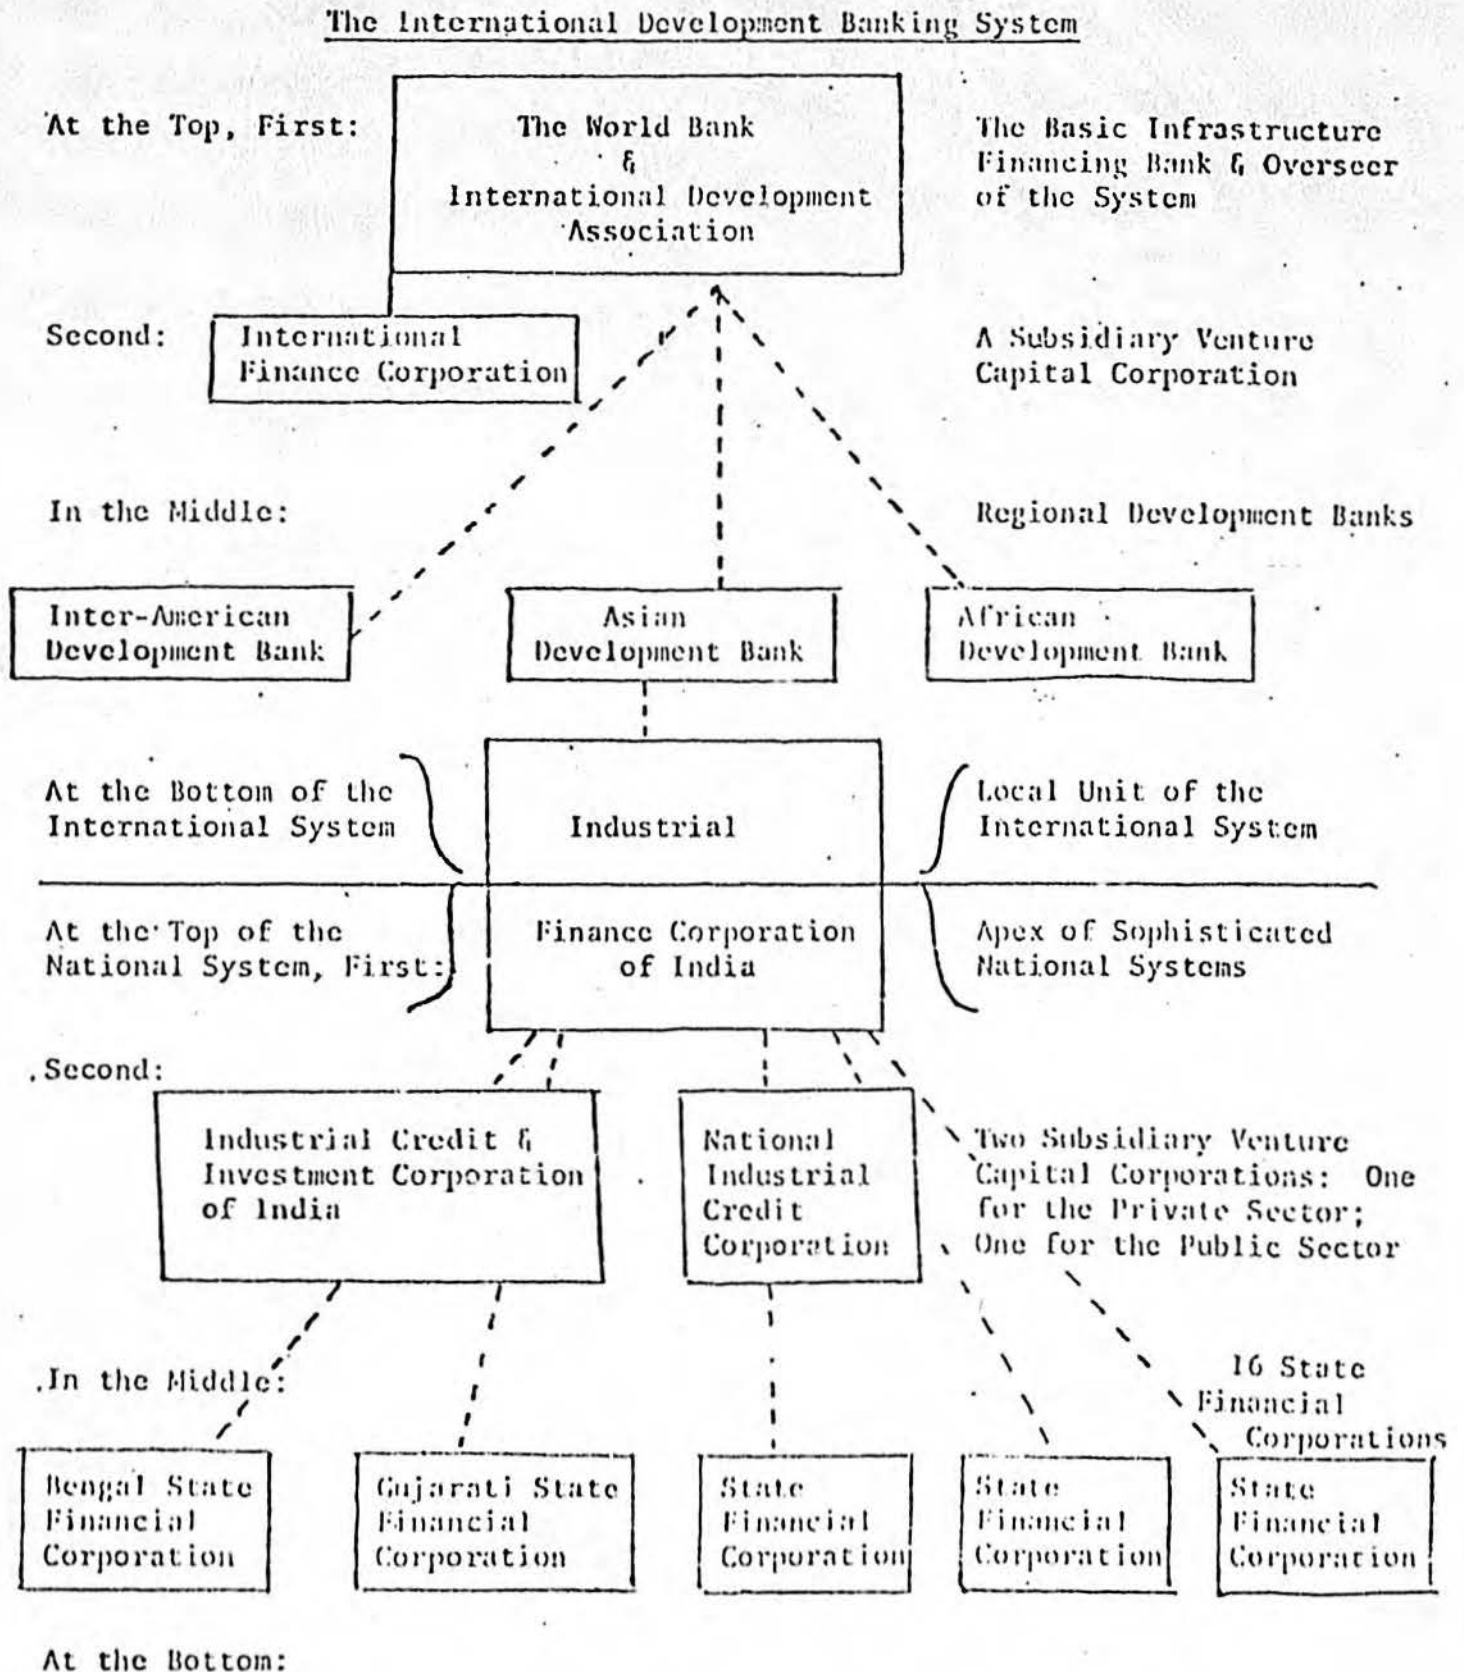 The International Development Banking System
At the Top, First:
The World Bank
&
International Development
Association
The Basic Infrastructure
Financing Bank & Overseer
of the System
Second:
International
Finance Corporation
A Subsidiary Venture
Capital Corporation
In the Middle:
Regional Development Banks
Inter-American
Development Bank
Asian
Development Bank
African
Development Bank
At the Bottom of the
International System
Industrial
Local Unit of the
International System
At the Top of the
National System, First:
Finance Corporation
of India
Apex of Sophisticated
National Systems
Second:
Industrial Credit &
Investment Corporation
of India
National
Industrial
Credit
Corporation
Two Subsidiary Venture
Capital Corporations: One
for the Private Sector;
One for the Public Sector
In the Middle:
16 State
Financial
Corporations
Bengal State
Financial
Corporation
Gujarati State
Financial
Corporation
State
Financial
Corporation
State
Financial
Corporation
State
Financial
Corporation
At the Bottom: